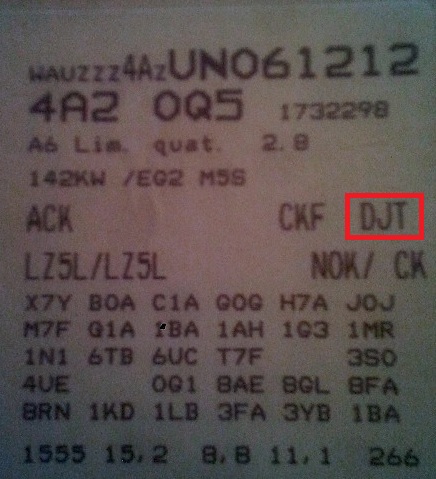 WAUZZZ4AZUN061212
4A2 0Q5 1732298
A6 Lim. quat. 2.8
142KW /EG2 M5S
ACK CKF DJT
LZ5L/LZ5L NOK/ CK
X7Y B0A C1A G0G H7A J0J
M7F G1A 1BA 1AH 1G3 1MR
1N1 6TB 6UC T7F 3S0
4UE 0G1 8AE 8GL 8FA
8RN 1KD 1LB 3FA 3YB 1BA
1555 15,2 8,8 11,1 266